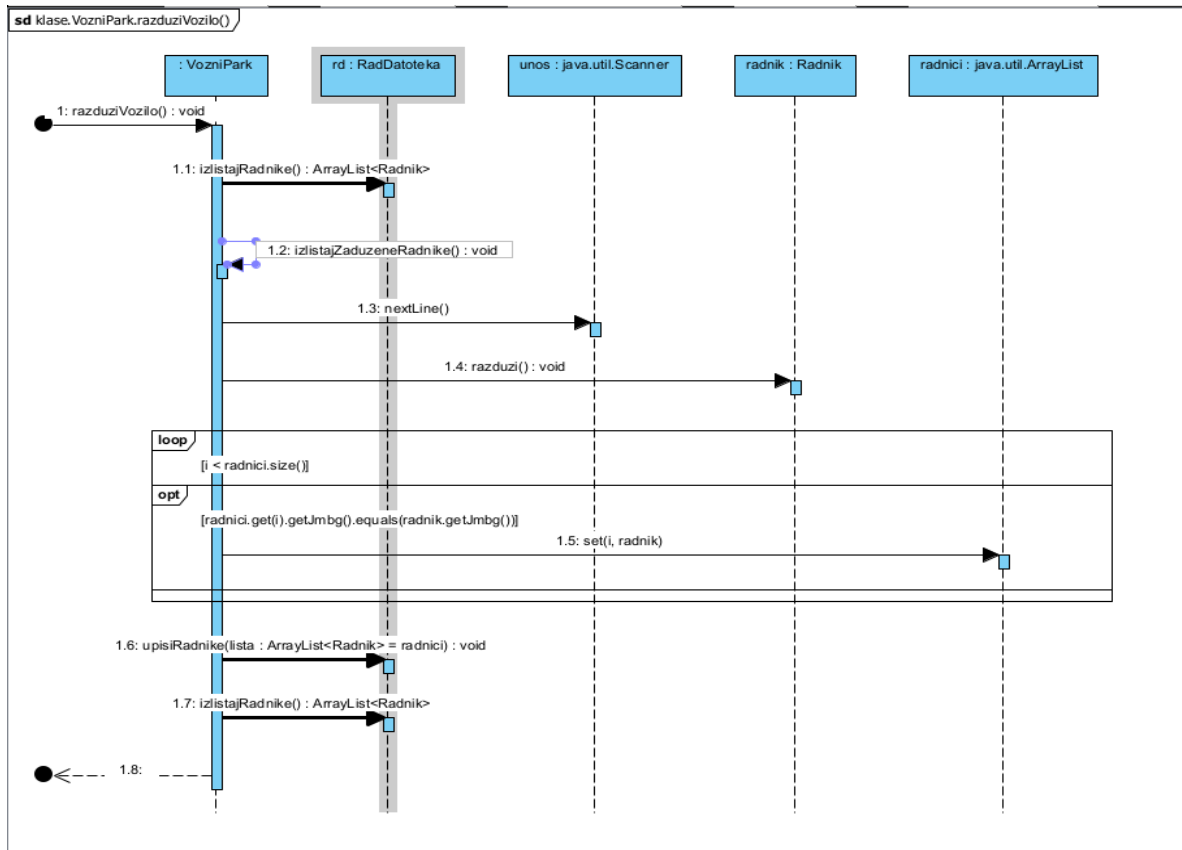 sd klase.VozniPark.razduziVozilo()
: VozniPark
rd : RadDatoteka
unos : java.util.Scanner
radnik : Radnik
radnici : java.util.ArrayList
1: razduziVozilo() : void
1.1: izlistajRadnike() : ArrayList<Radnik>
1.2: izlistajZaduzeneRadnike() : void
1.3: nextLine()
1.4: razduzi() : void
loop
[i < radnici.size()]
opt
[radnici.get(i).getJmbg().equals(radnik.getJmbg())]
1.5: set(i, radnik)
1.6: upisiRadnike(lista : ArrayList<Radnik> = radnici) : void
1.7: izlistajRadnike() : ArrayList<Radnik>
1.8: